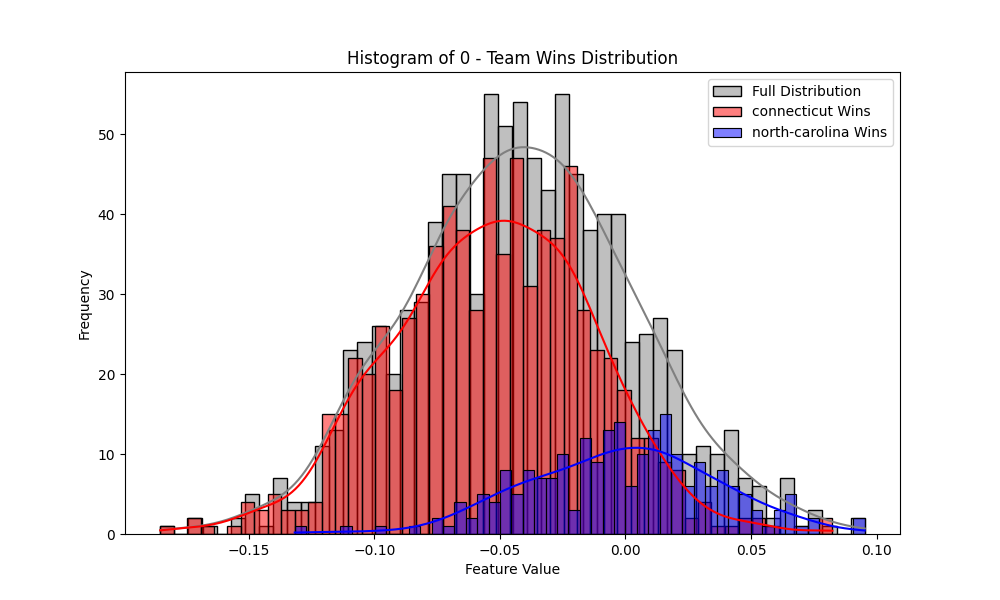 Histogram of 0 - Team Wins Distribution
Full Distribution
connecticut Wins
north-carolina Wins
Frequency
50
40
30
20
10
0
−0.15 −0.10 −0.05 0.00 0.05 0.10
Feature Value